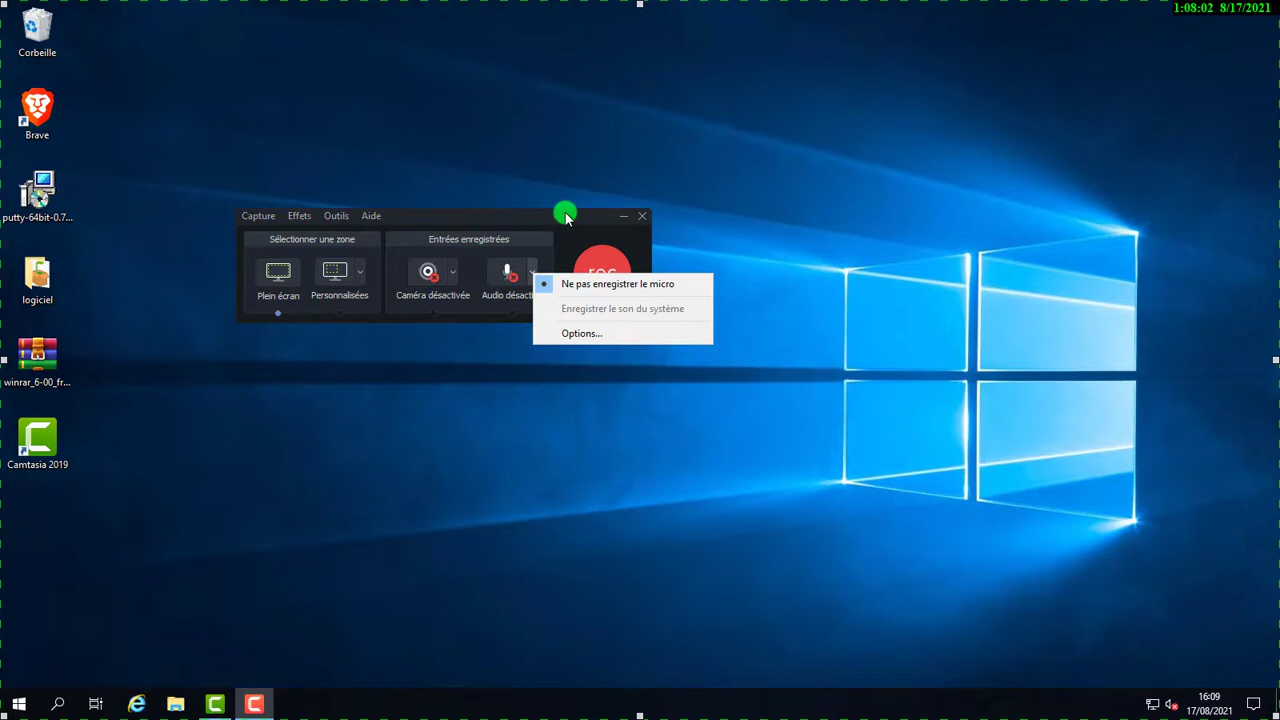 1:08:02 8/17/2021
Corbeille
Brave
putty-64bit-0.7...
logiciel
winrar_6-00_fr...
Camtasia 2019
Capture Effets Outils Aide
Sélectionner une zone
Entrées enregistrées
Plein écran
Personnalisées
Caméra désactivée
Audio désacti
rec
Ne pas enregistrer le micro
Enregistrer le son du système
Options...
16:09
17/08/2021